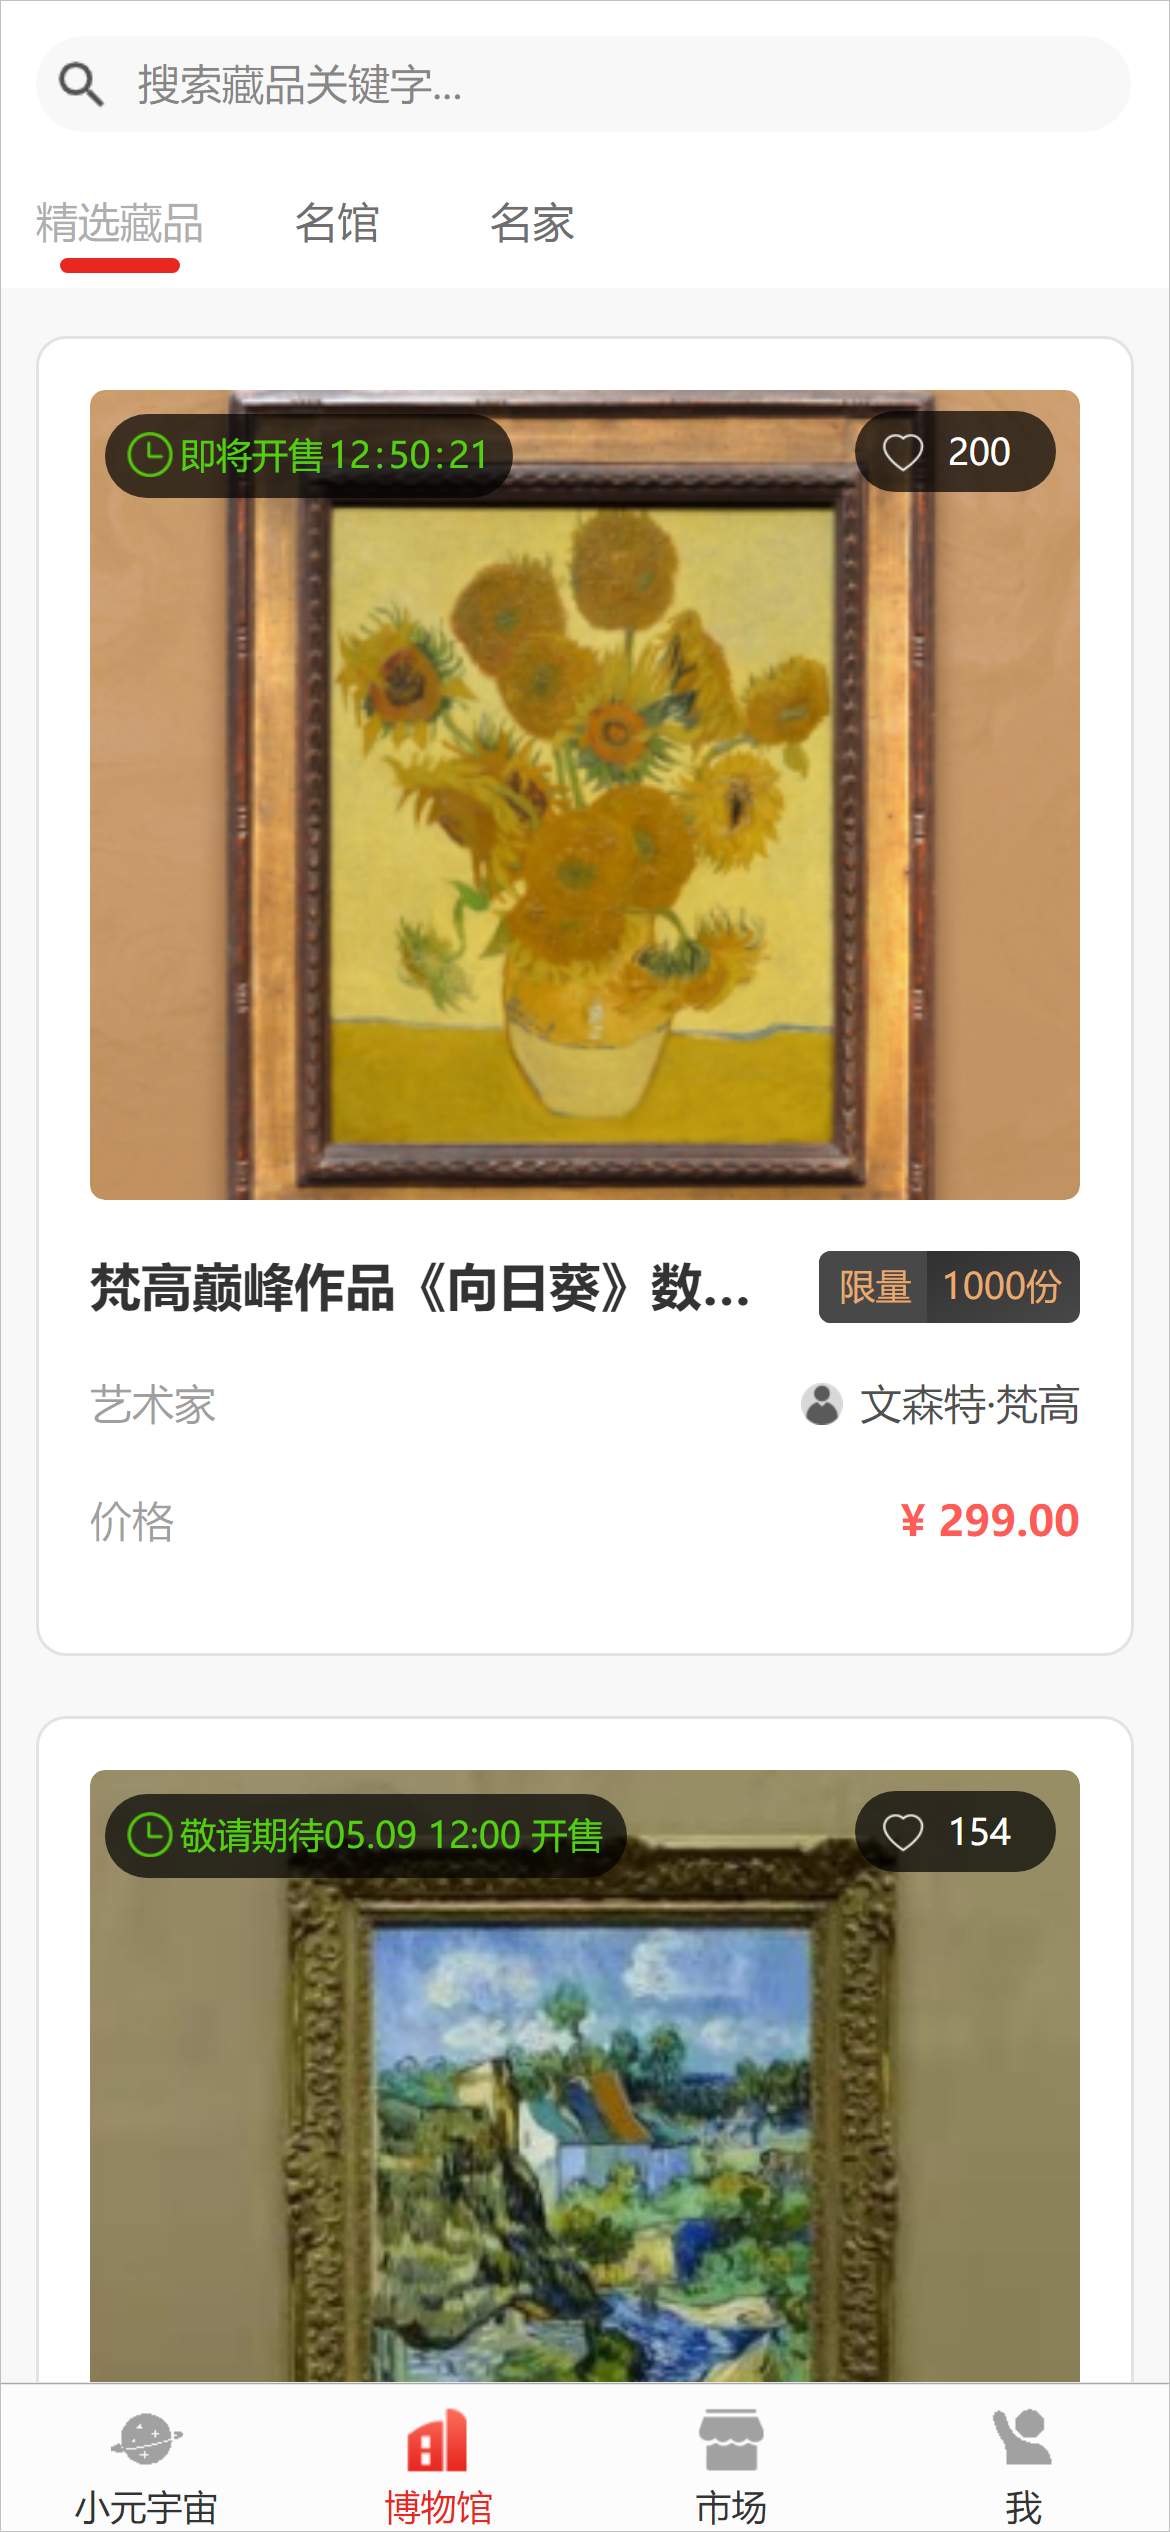 搜索藏品关键字...
精选藏品 名馆 名家
即将开售12:50:21 200
梵高巅峰作品《向日葵》数... 限量 1000份
艺术家 文森特·梵高
价格 ¥ 299.00
敬请期待05.09 12:00 开售 154
小元宇宙 博物馆 市场 我